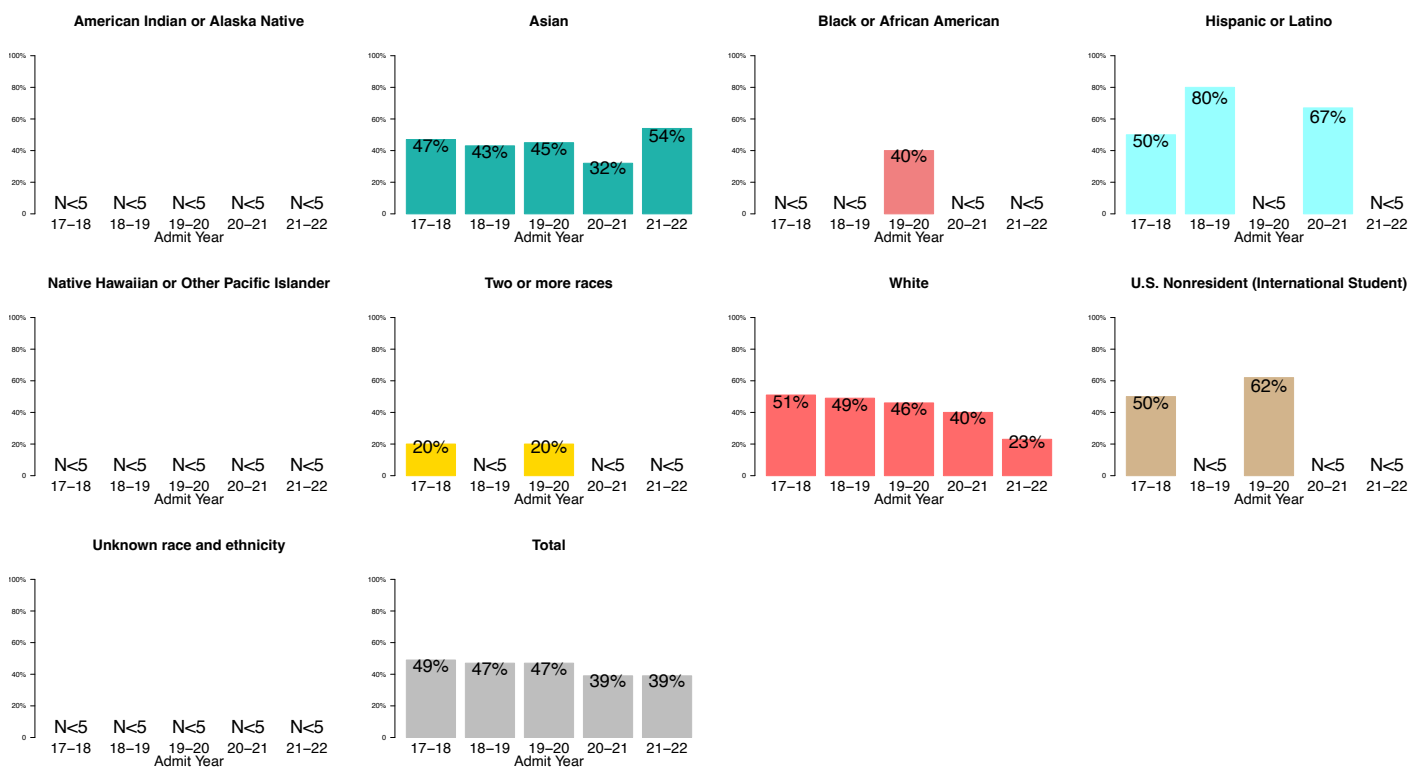 American Indian or Alaska Native
100%
80%
60%
40%
20%
0
N<5 N<5 N<5 N<5 N<5
17−18 18−19 19−20 20−21 21−22
Admit Year
Asian
100%
80%
60%
40%
20%
0
47% 43% 45% 32% 54%
17−18 18−19 19−20 20−21 21−22
Admit Year
Black or African American
100%
80%
60%
40%
20%
0
N<5 N<5 40% N<5 N<5
17−18 18−19 19−20 20−21 21−22
Admit Year
Hispanic or Latino
100%
80%
60%
40%
20%
0
50% 80% N<5 67% N<5
17−18 18−19 19−20 20−21 21−22
Admit Year
Native Hawaiian or Other Pacific Islander
100%
80%
60%
40%
20%
0
N<5 N<5 N<5 N<5 N<5
17−18 18−19 19−20 20−21 21−22
Admit Year
Two or more races
100%
80%
60%
40%
20%
0
20% N<5 20% N<5 N<5
17−18 18−19 19−20 20−21 21−22
Admit Year
White
100%
80%
60%
40%
20%
0
51% 49% 46% 40% 23%
17−18 18−19 19−20 20−21 21−22
Admit Year
U.S. Nonresident (International Student)
100%
80%
60%
40%
20%
0
50% N<5 62% N<5 N<5
17−18 18−19 19−20 20−21 21−22
Admit Year
Unknown race and ethnicity
100%
80%
60%
40%
20%
0
N<5 N<5 N<5 N<5 N<5
17−18 18−19 19−20 20−21 21−22
Admit Year
Total
100%
80%
60%
40%
20%
0
49% 47% 47% 39% 39%
17−18 18−19 19−20 20−21 21−22
Admit Year